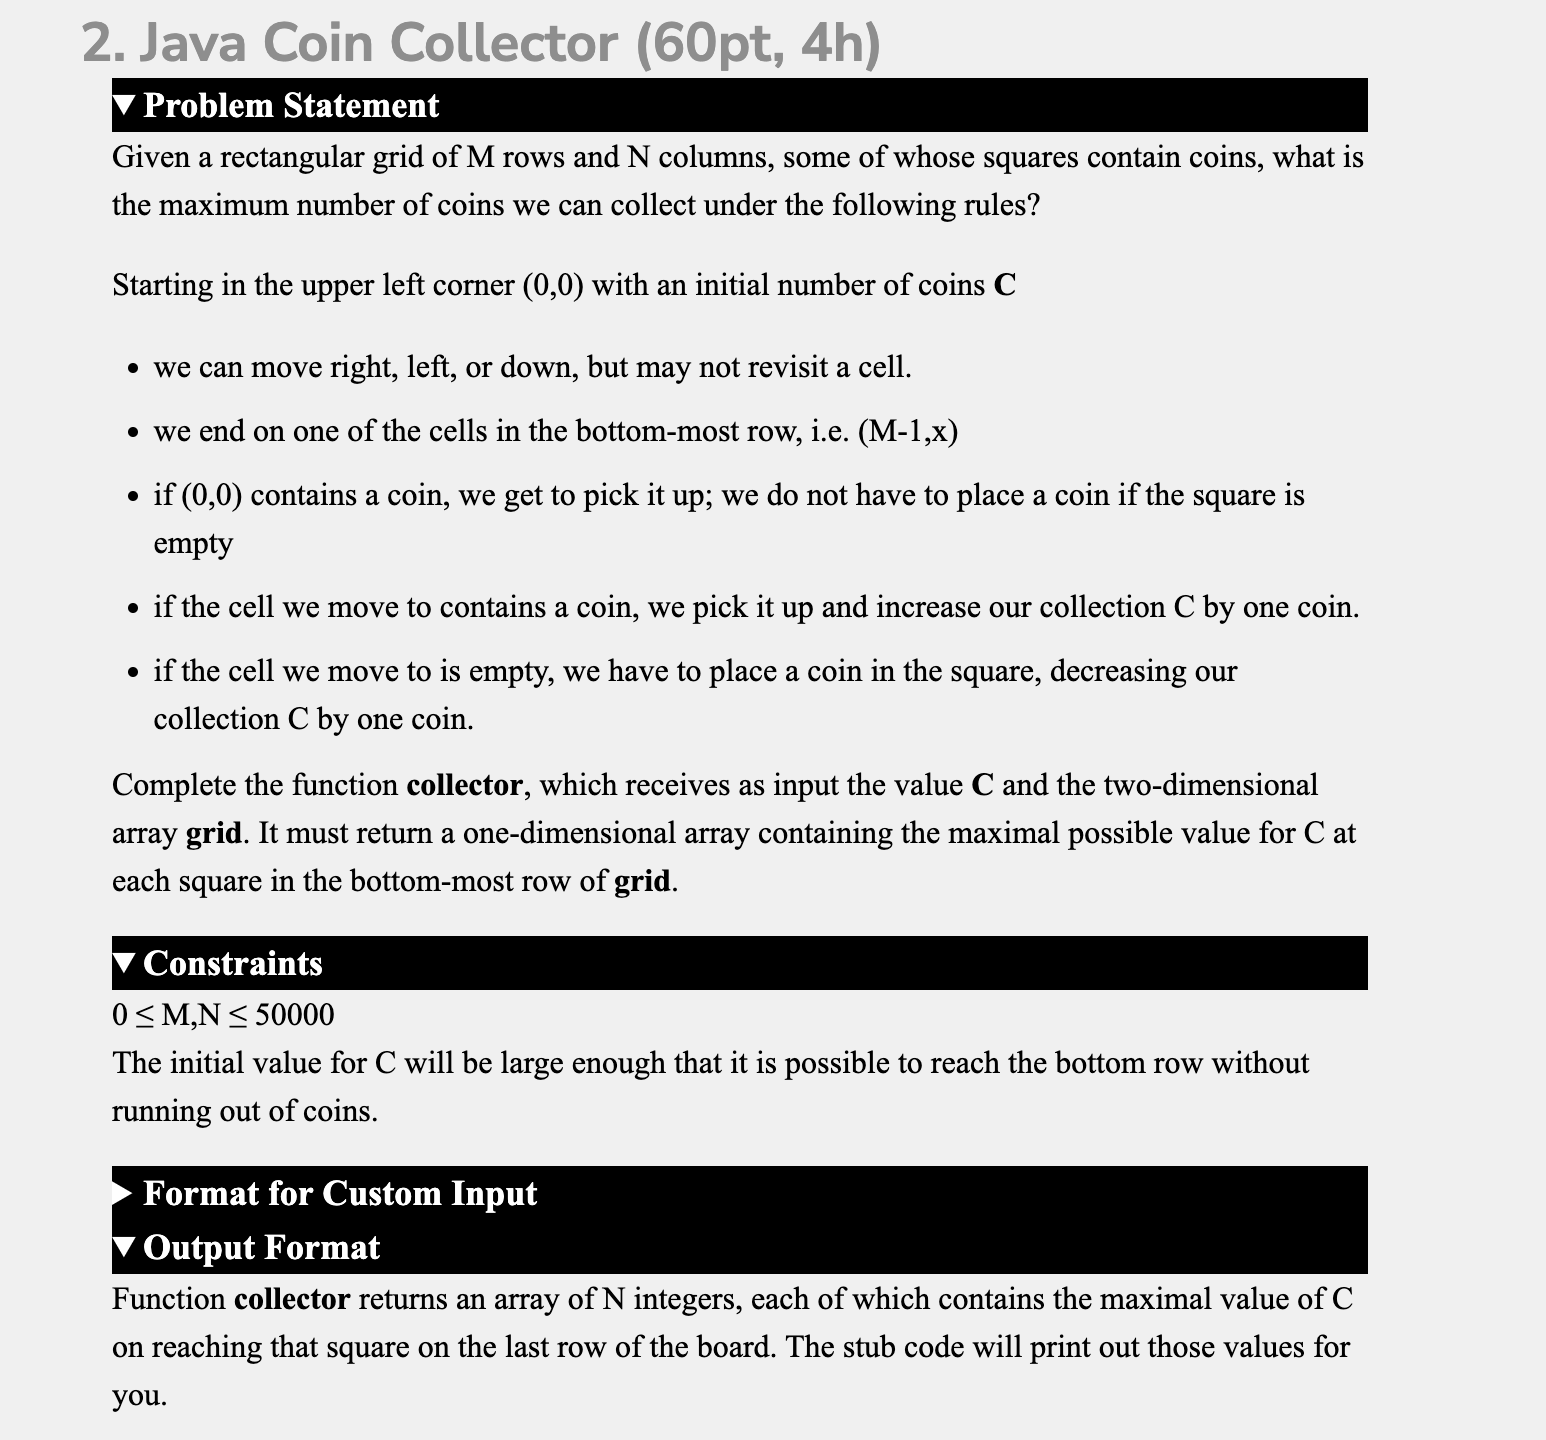 2. Java Coin Collector (60pt, 4h)
▼ Problem Statement
Given a rectangular grid of M rows and N columns, some of whose squares contain coins, what is
the maximum number of coins we can collect under the following rules?
Starting in the upper left corner (0,0) with an initial number of coins C
• we can move right, left, or down, but may not revisit a cell.
• we end on one of the cells in the bottom-most row, i.e. (M-1,x)
• if (0,0) contains a coin, we get to pick it up; we do not have to place a coin if the square is
empty
• if the cell we move to contains a coin, we pick it up and increase our collection C by one coin.
• if the cell we move to is empty, we have to place a coin in the square, decreasing our
collection C by one coin.
Complete the function collector, which receives as input the value C and the two-dimensional
array grid. It must return a one-dimensional array containing the maximal possible value for C at
each square in the bottom-most row of grid.
▼ Constraints
0 ≤ M,N ≤ 50000
The initial value for C will be large enough that it is possible to reach the bottom row without
running out of coins.
▶ Format for Custom Input
▼ Output Format
Function collector returns an array of N integers, each of which contains the maximal value of C
on reaching that square on the last row of the board. The stub code will print out those values for
you.